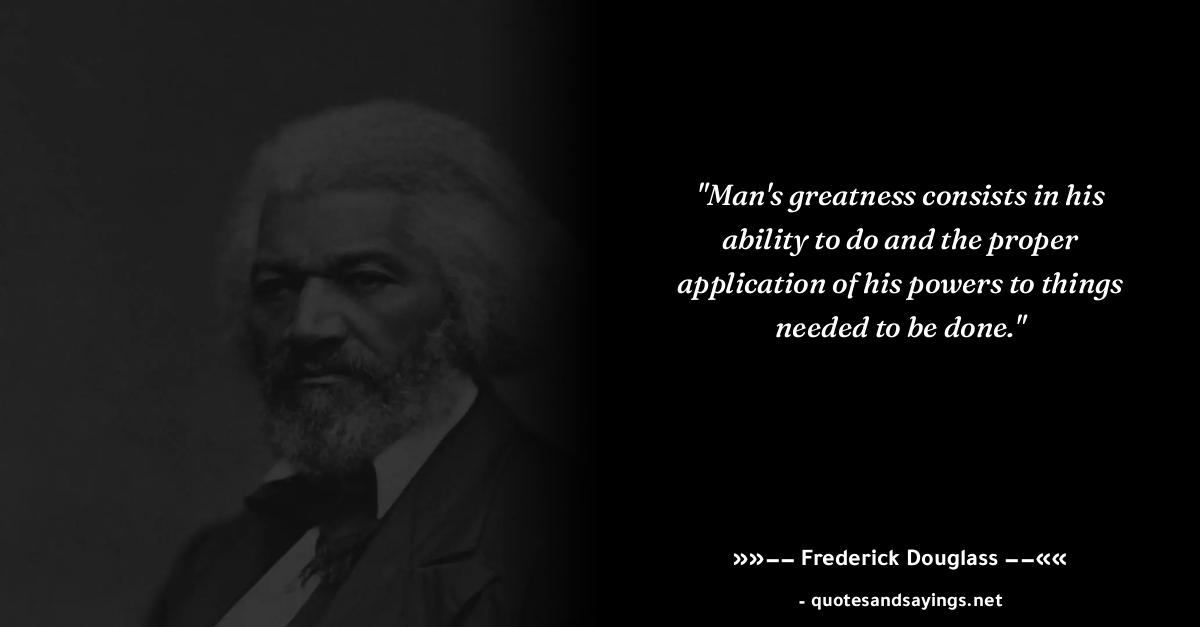 "Man's greatness consists in his
ability to do and the proper
application of his powers to things
needed to be done."
»»−− Frederick Douglass −−««
- quotesandsayings.net